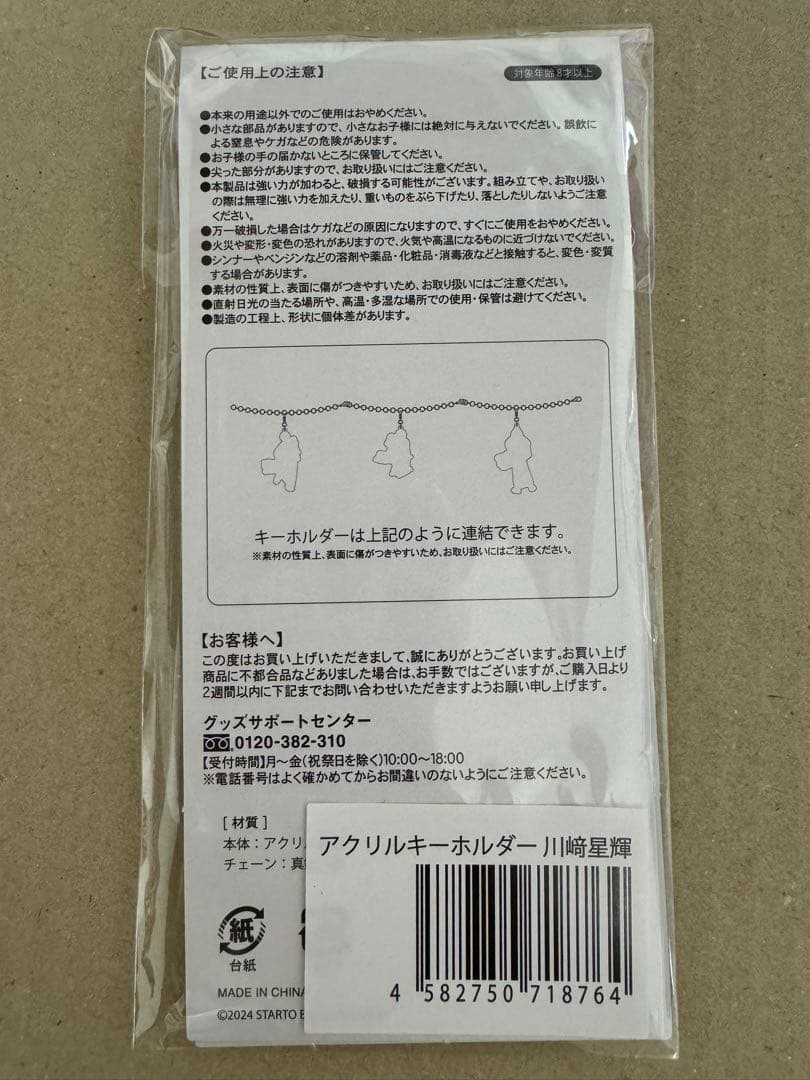 【ご使用上の注意】
対象年齢8才以上
●本来の用途以外でのご使用はおやめください。
●小さな部品がありますので、小さなお子様には絶対に与えないでください。誤飲に
よる窒息やケガなどの危険があります。
●お子様の手の届かないところに保管してください。
●尖った部分がありますので、お取り扱いにはご注意ください。
●本製品は強い力が加わると、破損する可能性がございます。組み立てや、お取り扱い
の際は無理に強い力を加えたり、重いものをぶら下げたり、落としたりしないようご注意
ください。
●万一破損した場合はケガなどの原因になりますので、すぐにご使用をおやめください。
●火災や変形・変色の恐れがありますので、火気や高温になるものに近づけないでください。
●シンナーやベンジンなどの溶剤や薬品・化粧品・消毒液などと接触すると、変色・変質
する場合があります。
●素材の性質上、表面に傷がつきやすいため、お取り扱いにはご注意ください。
●直射日光の当たる場所や、高温・多湿な場所での使用・保管は避けてください。
●製造の工程上、形状に個体差があります。
キーホルダーは上記のように連結できます。
※素材の性質上、表面に傷がつきやすいため、お取り扱いにはご注意ください。
【お客様へ】
この度はお買い上げいただきまして、誠にありがとうございます。お買い上げ
商品に不都合品などありました場合は、お手数ではございますが、ご購入日より
2週間以内に下記までお問い合わせいただきますようお願い申し上げます。
グッズサポートセンター
0120-382-310
【受付時間】月～金(祝祭日を除く)10:00～18:00
※電話番号はよく確かめてからお間違いのないようにご注意ください。
[ 材質 ]
本体：アクリ
チェーン：真
アクリルキーホルダー 川﨑星輝
紙
台紙
MADE IN CHINA
©2024 STARTO E
4 582750 718764